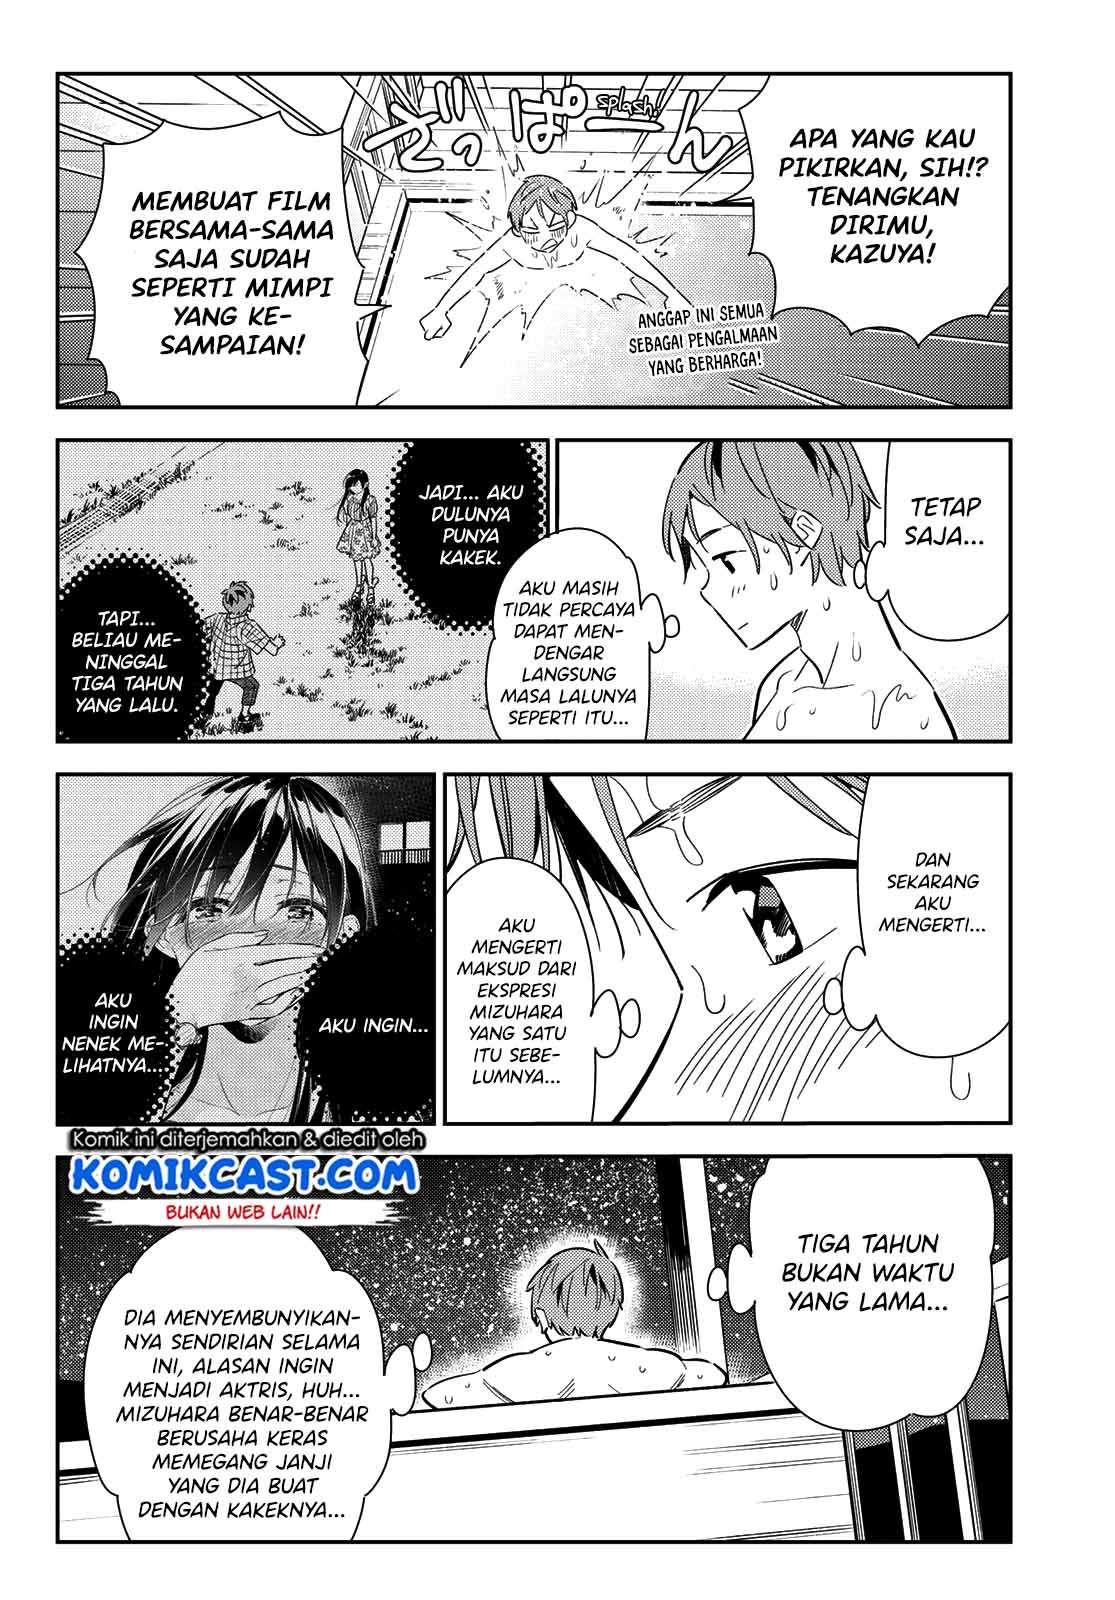 APA YANG KAU
PIKIRKAN, SIH!?
TENANGKAN
DIRIMU,
KAZUYA!
splash!
ざっぱーん
MEMBUAT FILM
BERSAMA-SAMA
SAJA SUDAH
SEPERTI MIMPI
YANG KE-
SAMPAIAN!
ANGGAP INI SEMUA
SEBAGAI PENGALMAAN
YANG BERHARGA!
TETAP
SAJA...
AKU MASIH
TIDAK PERCAYA
DAPAT MEN-
DENGAR
LANGSUNG
MASA LALUNYA
SEPERTI ITU...
JADI... AKU
DULUNYA
PUNYA
KAKEK.
TAPI...
BELIAU ME-
NINGGAL
TIGA TAHUN
YANG LALU.
DAN
SEKARANG
AKU
MENGERTI...
AKU
MENGERTI
MAKSUD DARI
EKSPRESI
MIZUHARA
YANG SATU
ITU SEBE-
LUMNYA...
AKU INGIN...
AKU
INGIN
NENEK ME-
LIHATNYA...
Komik ini diterjemahkan & diedit oleh
KOMIKCAST.COM
BUKAN WEB LAIN!!
TIGA TAHUN
BUKAN WAKTU
YANG LAMA...
DIA MENYEMBUNYIKAN-
NYA SENDIRIAN SELAMA
INI, ALASAN INGIN
MENJADI AKTRIS, HUH...
MIZUHARA BENAR-BENAR
BERUSAHA KERAS
MEMEGANG JANJI
YANG DIA BUAT
DENGAN KAKEKNYA...